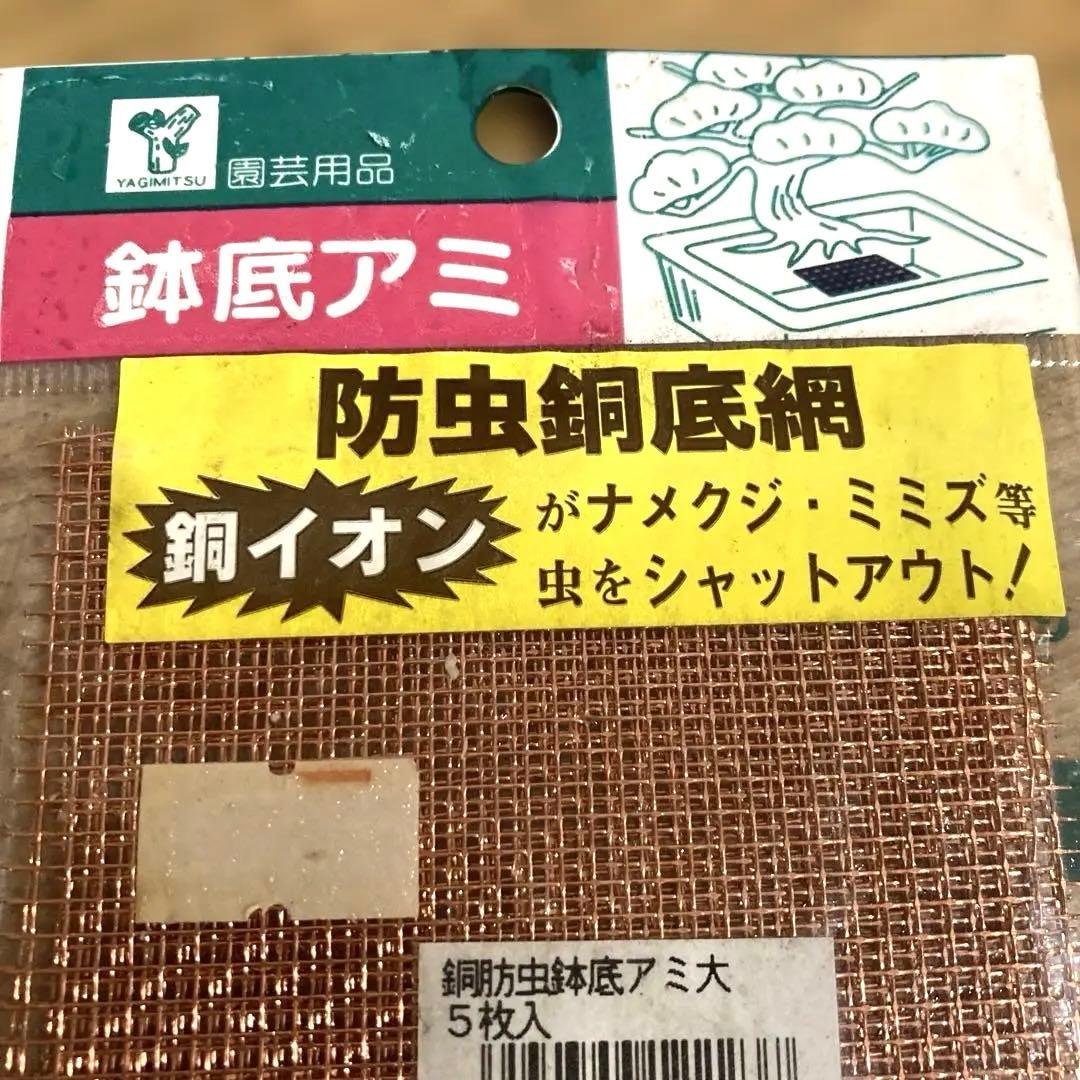 YAGIMITSU
園芸用品
鉢底アミ
防虫銅底網
銅イオン
がナメクジ・ミミズ等
虫をシャットアウト!
銅防虫鉢底アミ大
5枚入